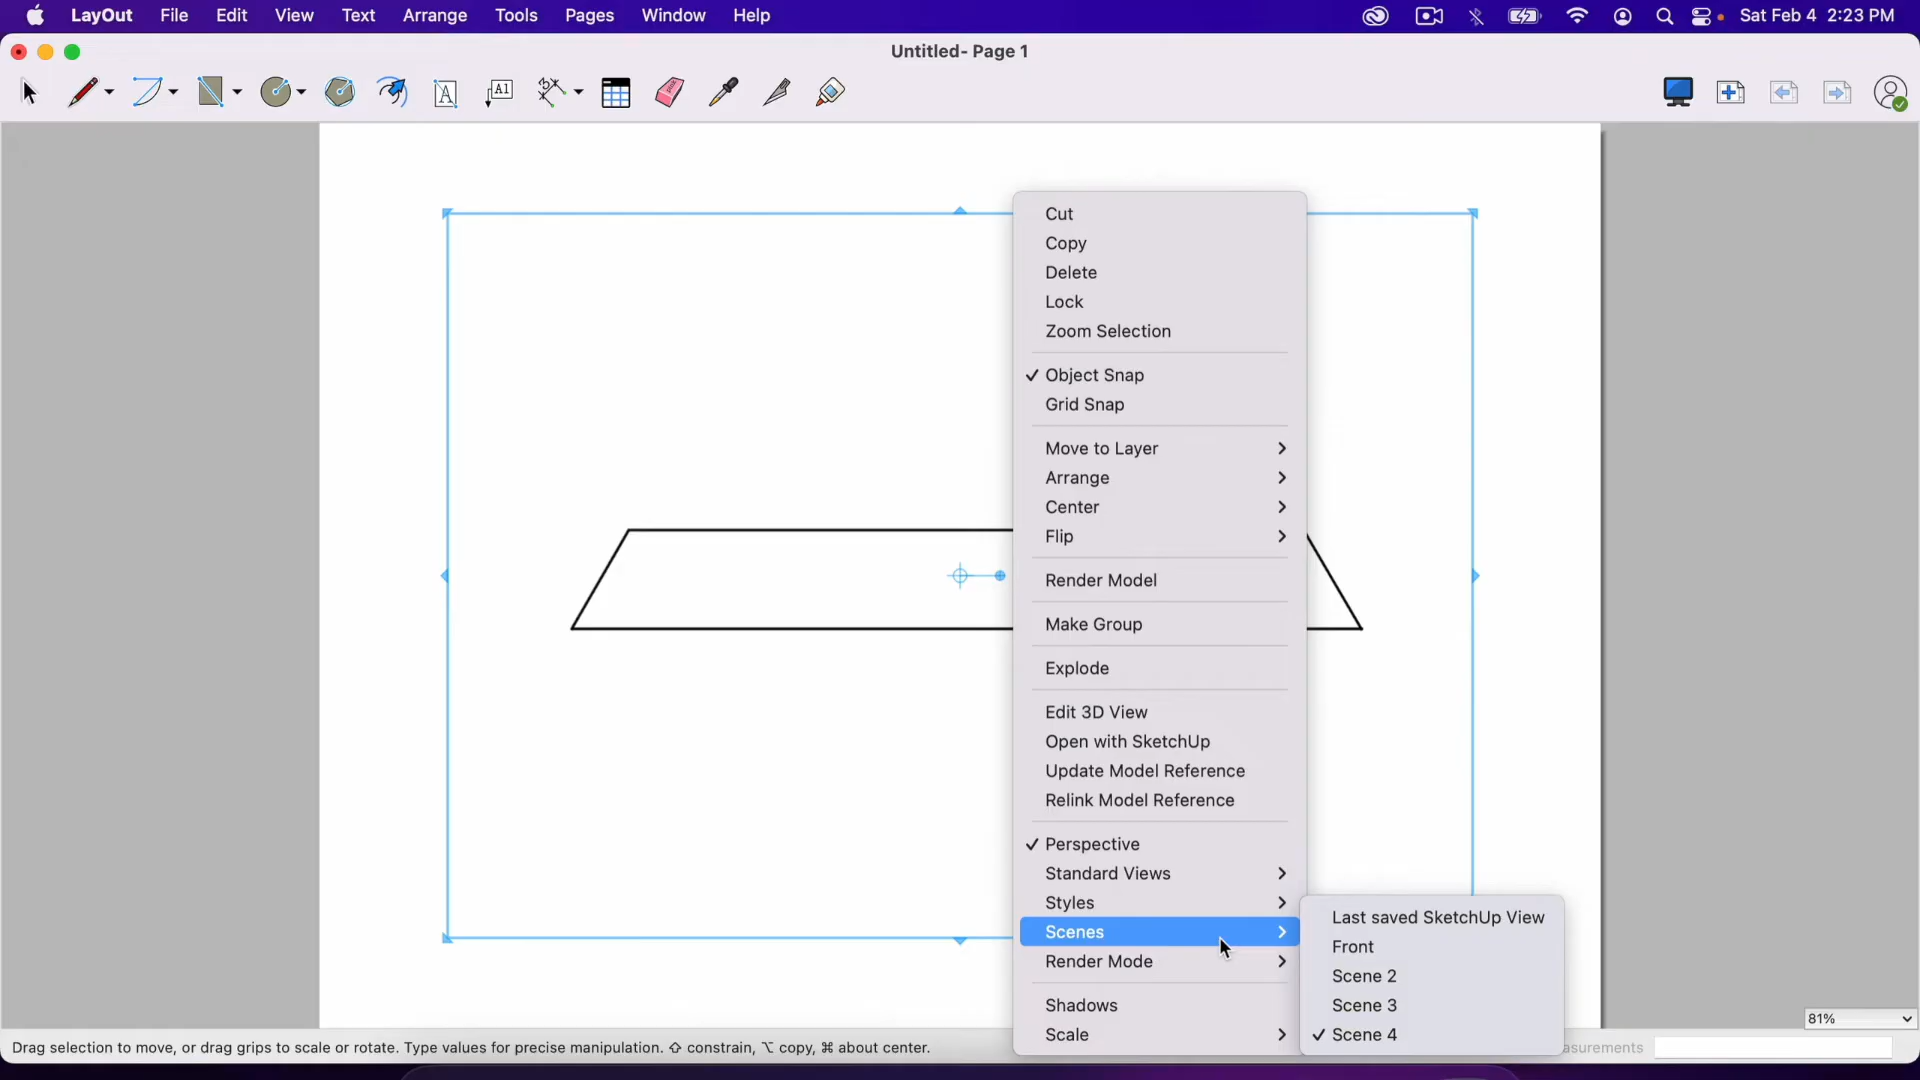 LayOut File Edit View Text Arrange Tools Pages Window Help Sat Feb 4 2:23 PM
Untitled- Page 1
A A1
Cut
Copy
Delete
Lock
Zoom Selection
✓ Object Snap
Grid Snap
Move to Layer
Arrange
Center
Flip
Render Model
Make Group
Explode
Edit 3D View
Open with SketchUp
Update Model Reference
Relink Model Reference
✓ Perspective
Standard Views
Styles
Scenes
Render Mode
Shadows
Scale
Last saved SketchUp View
Front
Scene 2
Scene 3
✓ Scene 4
81%
Drag selection to move, or drag grips to scale or rotate. Type values for precise manipulation. ⇧ constrain, ⌥ copy, ⌘ about center. asurements